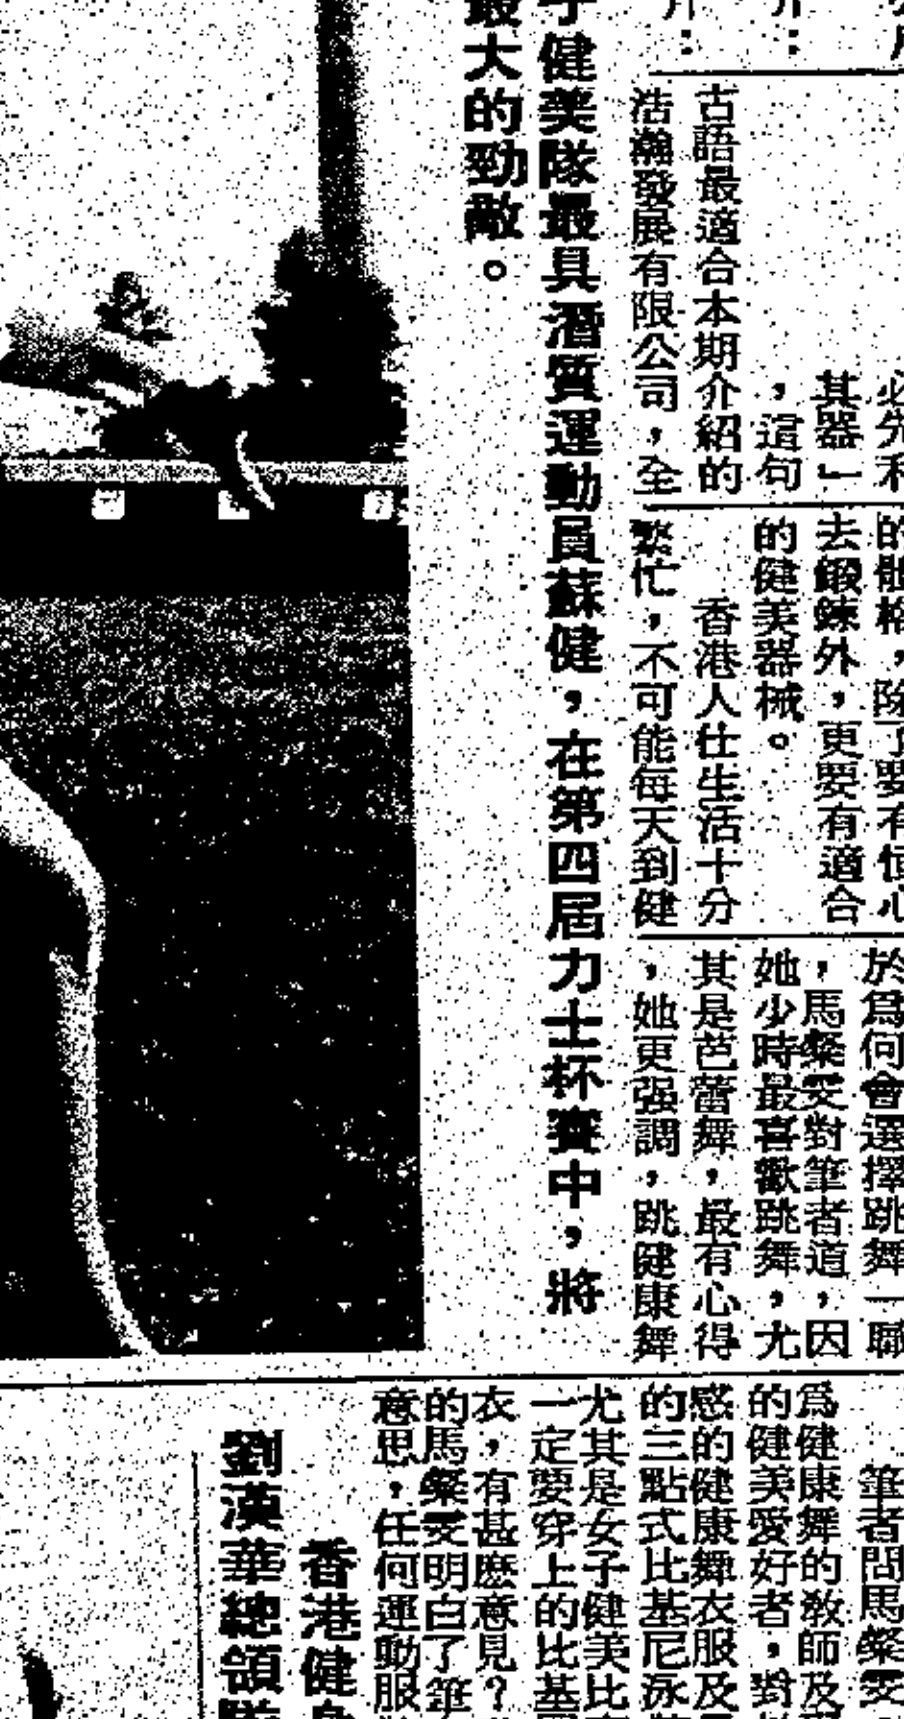 必先利
其器」
，這句
古語最適合本期介紹的
浩瀚發展有限公司，全
的體格，除了要有恒心
去鍛鍊外，更要有適合
的健美器械。
香港人仕生活十分
繁忙，不可能每天到健
於爲何會選擇跳舞一職
，馬粲雯對筆者道，因
她少時最喜歡跳舞，尤
其是芭蕾舞，最有心得
，她更强調，跳健康舞
子健美隊最具潛質運動員蘇健，在第四屆力士杯賽中，將
最大的勁敵。
筆者問馬粲雯
爲健康舞的教師及
的健美愛好者，對
感的健康舞衣服及
的三點式比基尼泳
尤其是女子健美比
一定要穿上的比基
衣，有甚麽意見？
的馬粲雯明白了筆
意思，任何運動服
香港健身
劉漢華總領隊